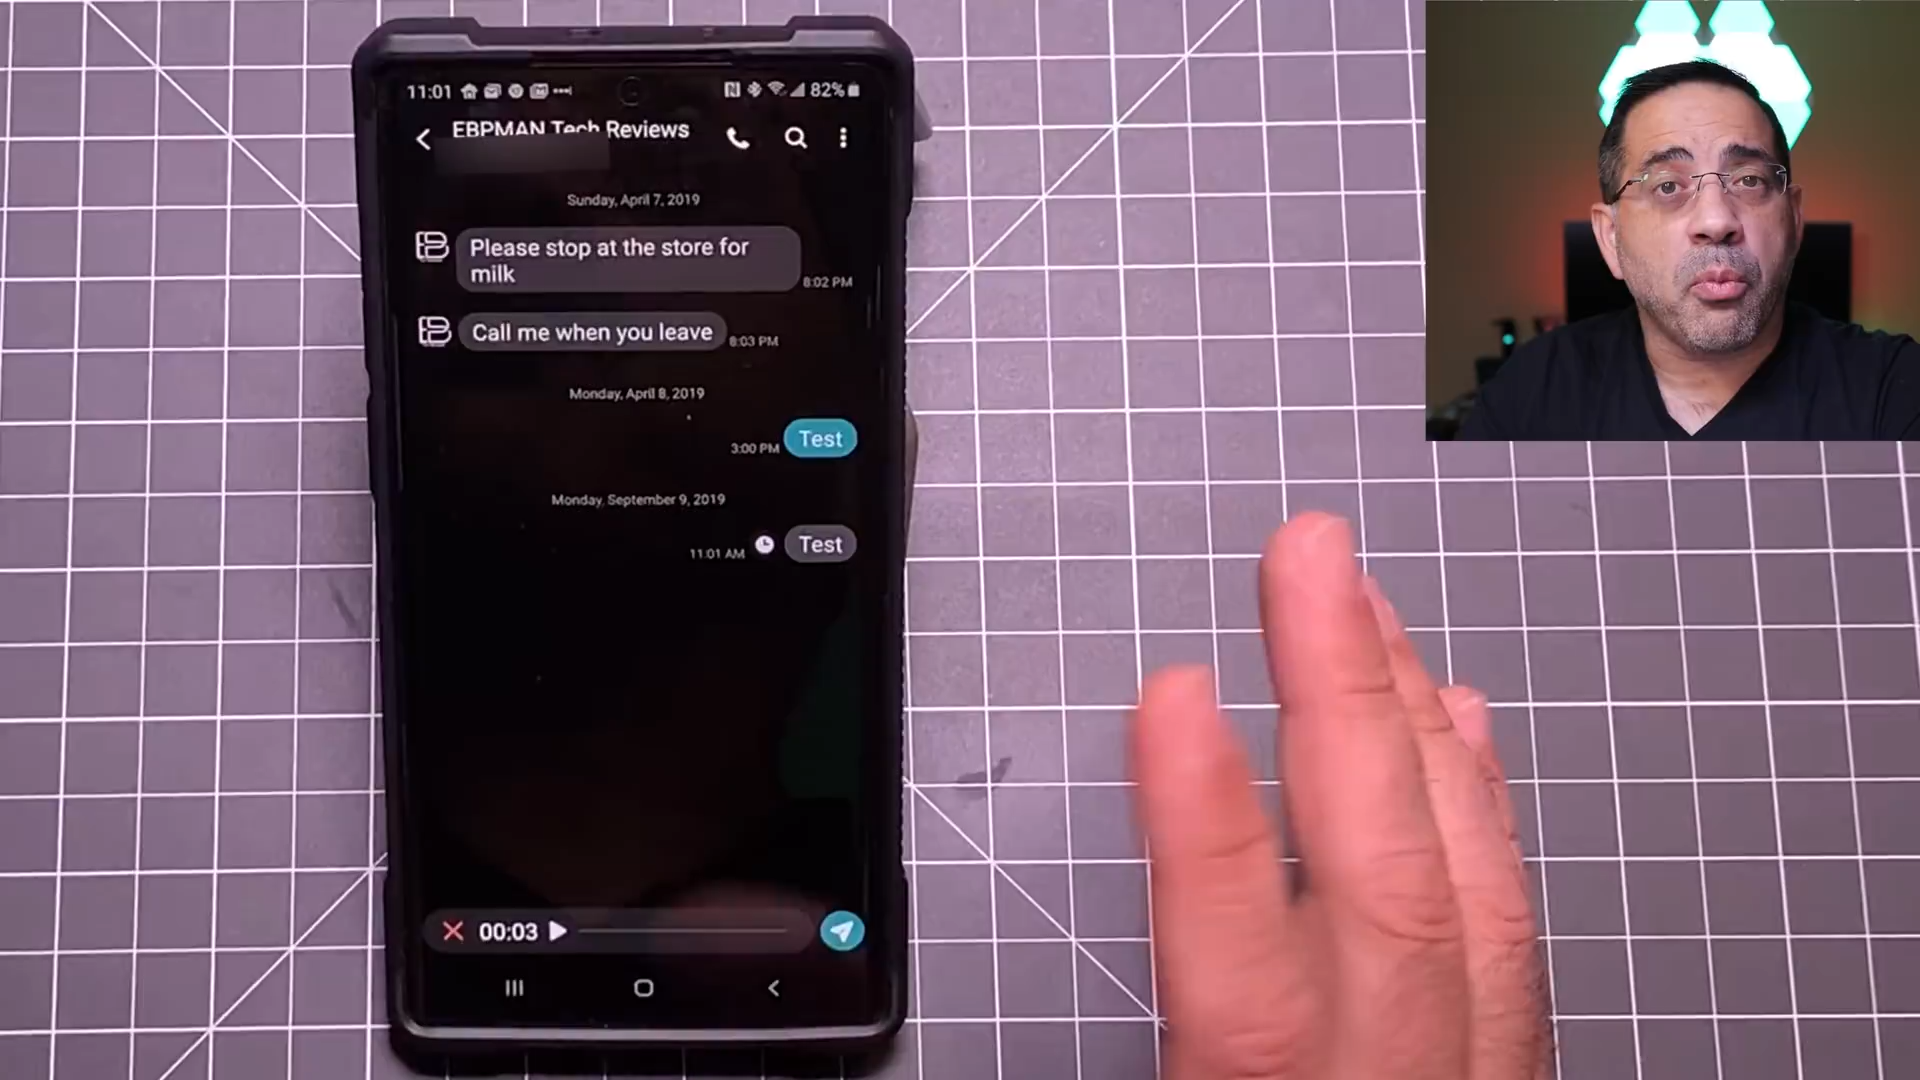 11:01
82%
EBPMAN Tech Reviews
Sunday, April 7, 2019
Please stop at the store for
milk
8:02 PM
Call me when you leave
8:03 PM
Monday, April 8, 2019
3:00 PM
Test
Monday, September 9, 2019
11:01 AM
Test
00:03